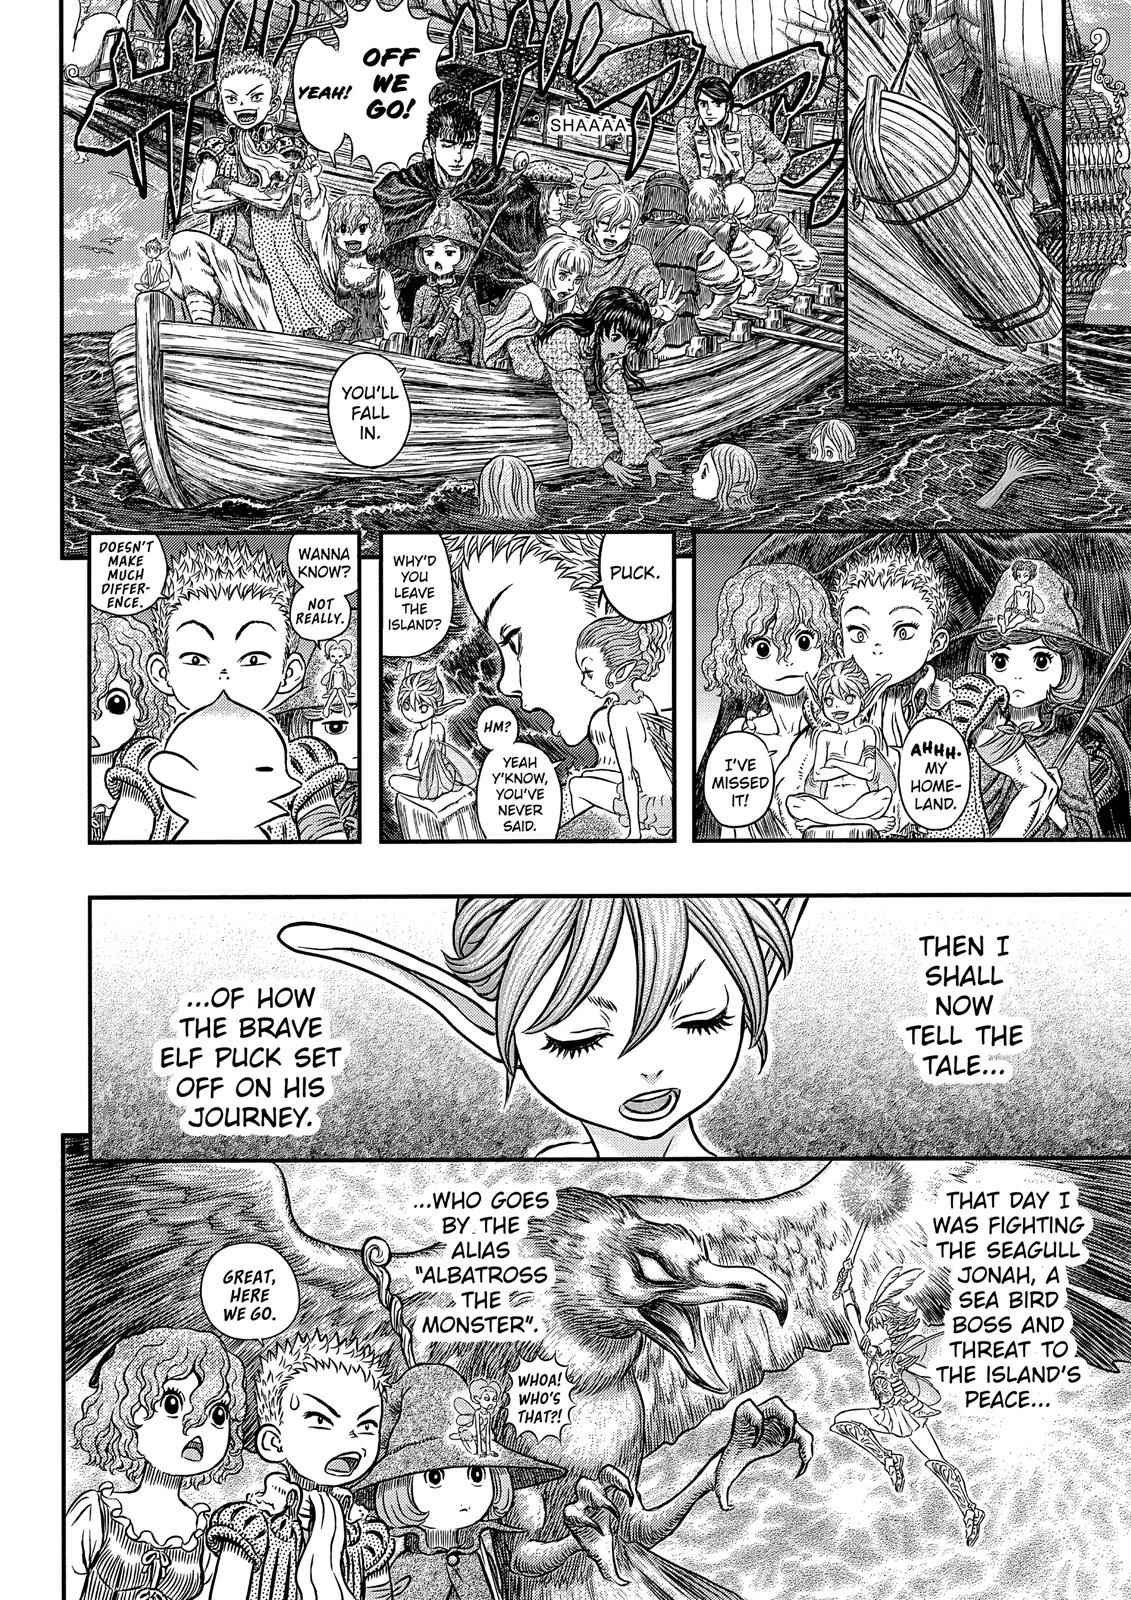 OFF
WE
GO!
YEAH!
SHAAAA
YOU'LL
FALL
IN.
AHHH.
MY
HOME-
LAND.
I'VE
MISSED
IT!
PUCK.
WHY'D
YOU
LEAVE
THE
ISLAND?
HM?
YEAH
Y'KNOW,
YOU'VE
NEVER
SAID.
WANNA
KNOW?
NOT
REALLY.
DOESN'T
MAKE
MUCH
DIFFER-
ENCE.
THEN I
SHALL
NOW
TELL THE
TALE...
...OF HOW
THE BRAVE
ELF PUCK SET
OFF ON HIS
JOURNEY.
THAT DAY I
WAS FIGHTING
THE SEAGULL
JONAH, A
SEA BIRD
BOSS AND
THREAT TO
THE ISLAND'S
PEACE...
...WHO GOES
BY THE
ALIAS
"ALBATROSS
THE
MONSTER".
WHOA!
WHO'S
THAT?!
GREAT,
HERE
WE GO.